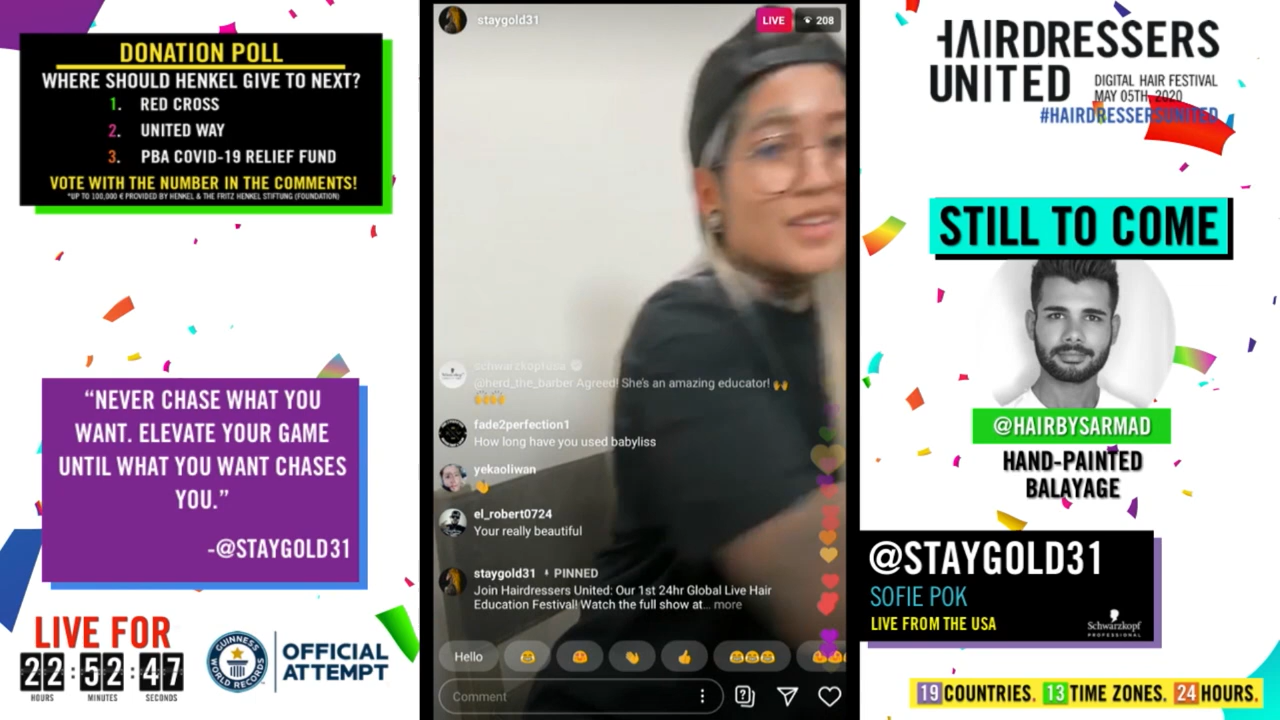 DONATION POLL
WHERE SHOULD HENKEL GIVE TO NEXT?
1. RED CROSS
2. UNITED WAY
3. PBA COVID-19 RELIEF FUND
VOTE WITH THE NUMBER IN THE COMMENTS!
*UP TO 100,000 € PROVIDED BY HENKEL & THE FRITZ HENKEL STIFTUNG (FOUNDATION)
“NEVER CHASE WHAT YOU
WANT. ELEVATE YOUR GAME
UNTIL WHAT YOU WANT CHASES
YOU.”
-@STAYGOLD31
LIVE FOR
22:52:47
HOURS MINUTES SECONDS
GUINNESS WORLD RECORDS
OFFICIAL
ATTEMPT
staygold31
LIVE 208
schwarzkopfusa
@herd_the_barber Agreed! She's an amazing educator! 🙌
🙌🙌
fade2perfection1
How long have you used babyliss
yekaoliwan
👏
el_robert0724
Your really beautiful
staygold31 PINNED
Join Hairdressers United: Our 1st 24hr Global Live Hair
Education Festival! Watch the full show at... more
Hello
Comment
HAIRDRESSERS
UNITED
DIGITAL HAIR FESTIVAL
MAY 05TH, 2020
#HAIRDRESSERSUNITED
STILL TO COME
@HAIRBYSARMAD
HAND-PAINTED
BALAYAGE
@STAYGOLD31
SOFIE POK
LIVE FROM THE USA
Schwarzkopf
PROFESSIONAL
19 COUNTRIES. 13 TIME ZONES. 24 HOURS.